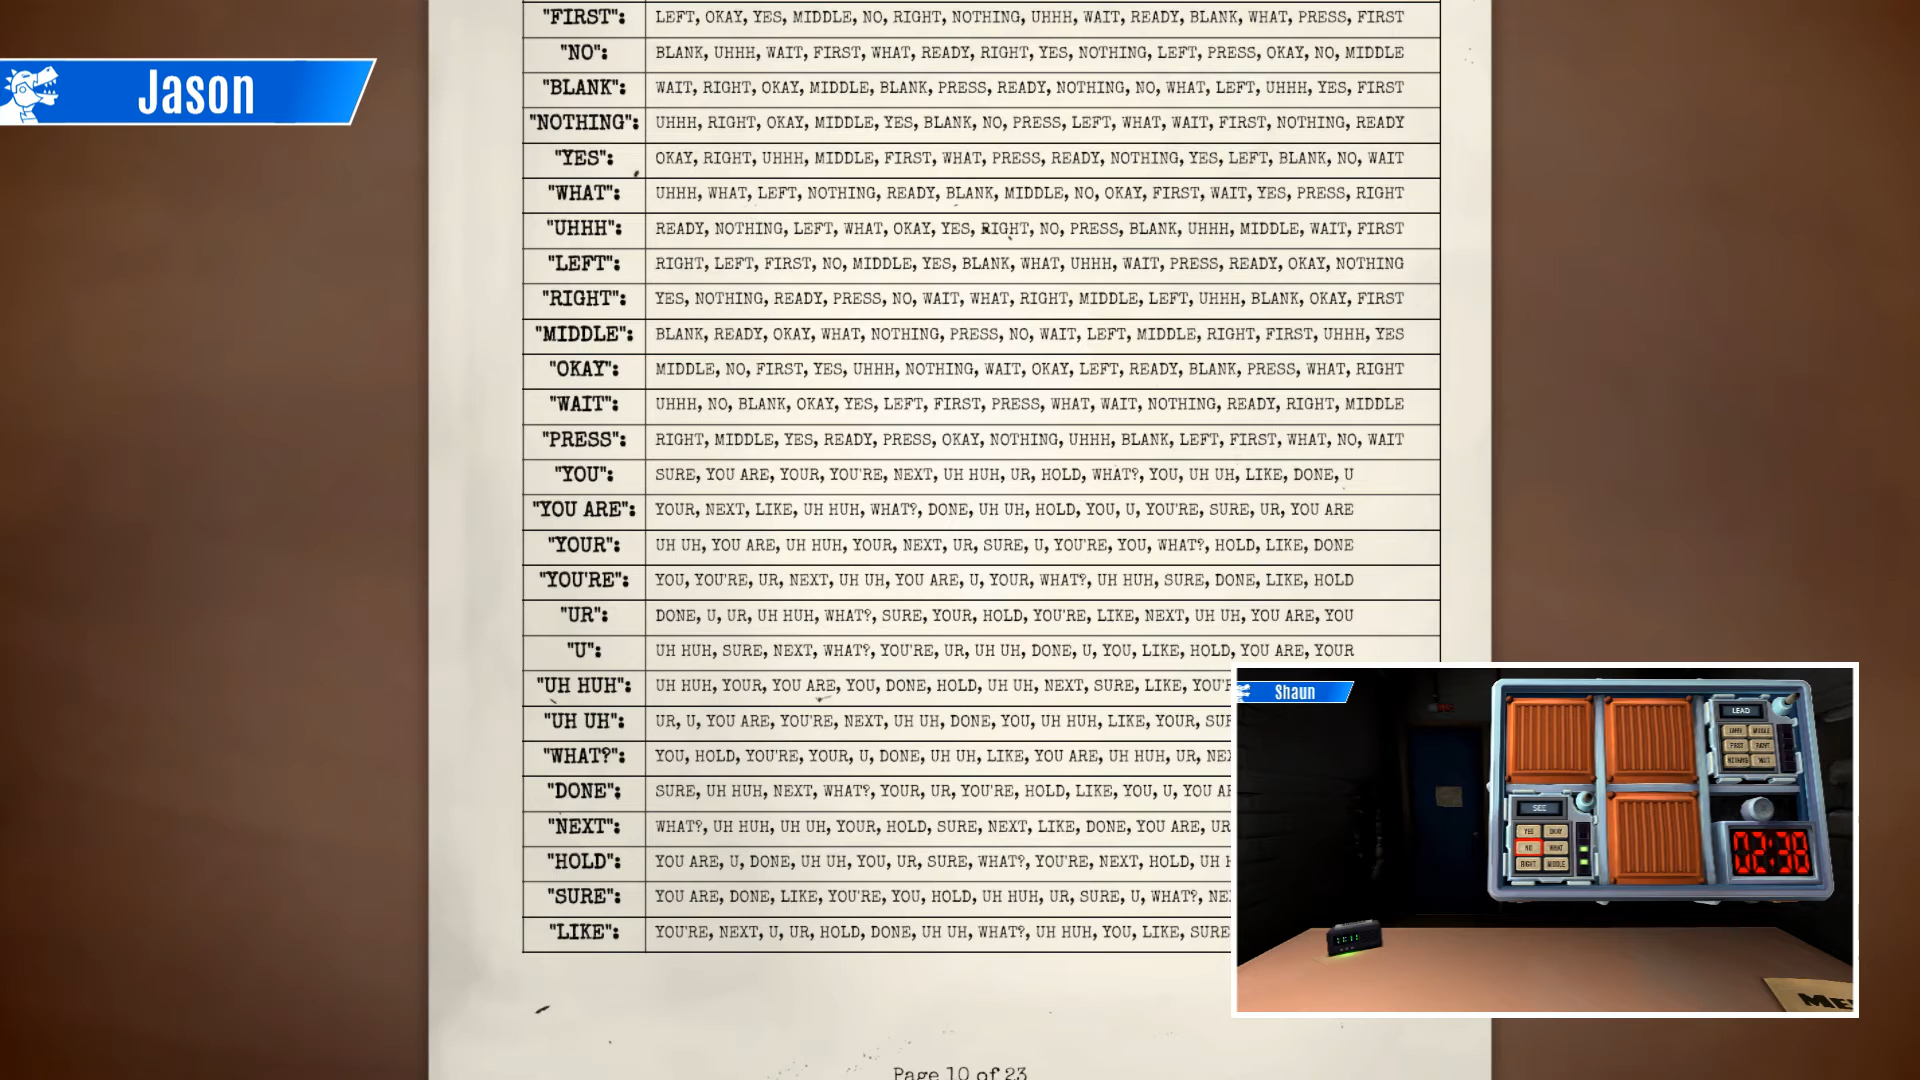 "FIRST": LEFT, OKAY, YES, MIDDLE, NO, RIGHT, NOTHING, UHHH, WAIT, READY, BLANK, WHAT, PRESS, FIRST
"NO": BLANK, UHHH, WAIT, FIRST, WHAT, READY, RIGHT, YES, NOTHING, LEFT, PRESS, OKAY, NO, MIDDLE
Jason
"BLANK": WAIT, RIGHT, OKAY, MIDDLE, BLANK, PRESS, READY, NOTHING, NO, WHAT, LEFT, UHHH, YES, FIRST
"NOTHING": UHHH, RIGHT, OKAY, MIDDLE, YES, BLANK, NO, PRESS, LEFT, WHAT, WAIT, FIRST, NOTHING, READY
"YES": OKAY, RIGHT, UHHH, MIDDLE, FIRST, WHAT, PRESS, READY, NOTHING, YES, LEFT, BLANK, NO, WAIT
"WHAT": UHHH, WHAT, LEFT, NOTHING, READY, BLANK, MIDDLE, NO, OKAY, FIRST, WAIT, YES, PRESS, RIGHT
"UHHH": READY, NOTHING, LEFT, WHAT, OKAY, YES, RIGHT, NO, PRESS, BLANK, UHHH, MIDDLE, WAIT, FIRST
"LEFT": RIGHT, LEFT, FIRST, NO, MIDDLE, YES, BLANK, WHAT, UHHH, WAIT, PRESS, READY, OKAY, NOTHING
"RIGHT": YES, NOTHING, READY, PRESS, NO, WAIT, WHAT, RIGHT, MIDDLE, LEFT, UHHH, BLANK, OKAY, FIRST
"MIDDLE": BLANK, READY, OKAY, WHAT, NOTHING, PRESS, NO, WAIT, LEFT, MIDDLE, RIGHT, FIRST, UHHH, YES
"OKAY": MIDDLE, NO, FIRST, YES, UHHH, NOTHING, WAIT, OKAY, LEFT, READY, BLANK, PRESS, WHAT, RIGHT
"WAIT": UHHH, NO, BLANK, OKAY, YES, LEFT, FIRST, PRESS, WHAT, WAIT, NOTHING, READY, RIGHT, MIDDLE
"PRESS": RIGHT, MIDDLE, YES, READY, PRESS, OKAY, NOTHING, UHHH, BLANK, LEFT, FIRST, WHAT, NO, WAIT
"YOU": SURE, YOU ARE, YOUR, YOU'RE, NEXT, UH HUH, UR, HOLD, WHAT?, YOU, UH UH, LIKE, DONE, U
"YOU ARE": YOUR, NEXT, LIKE, UH HUH, WHAT?, DONE, UH UH, HOLD, YOU, U, YOU'RE, SURE, UR, YOU ARE
"YOUR": UH UH, YOU ARE, UH HUH, YOUR, NEXT, UR, SURE, U, YOU'RE, YOU, WHAT?, HOLD, LIKE, DONE
"YOU'RE": YOU, YOU'RE, UR, NEXT, UH UH, YOU ARE, U, YOUR, WHAT?, UH HUH, SURE, DONE, LIKE, HOLD
"UR": DONE, U, UR, UH HUH, WHAT?, SURE, YOUR, HOLD, YOU'RE, LIKE, NEXT, UH UH, YOU ARE, YOU
"U": UH HUH, SURE, NEXT, WHAT?, YOU'RE, UR, UH UH, DONE, U, YOU, LIKE, HOLD, YOU ARE, YOUR
"UH HUH": UH HUH, YOUR, YOU ARE, YOU, DONE, HOLD, UH UH, NEXT, SURE, LIKE,
"UH UH": UR, U, YOU ARE, YOU'RE, NEXT, UH UH, DONE, YOU, UH HUH, LIKE, YOUR,
"WHAT?": YOU, HOLD, YOU'RE, YOUR, U, DONE, UH UH, LIKE, YOU ARE, UH HUH, UR,
"DONE": SURE, UH HUH, NEXT, WHAT?, YOUR, UR, YOU'RE, HOLD, LIKE, YOU, U, YOU
"NEXT": WHAT?, UH HUH, UH UH, YOUR, HOLD, SURE, NEXT, LIKE, DONE, YOU ARE, UR
"HOLD": YOU ARE, U, DONE, UH UH, YOU, UR, SURE, WHAT?, YOU'RE, NEXT, HOLD, UH
"SURE": YOU ARE, DONE, LIKE, YOU'RE, YOU, HOLD, UH HUH, UR, SURE, U, WHAT?,
"LIKE": YOU'RE, NEXT, U, UR, HOLD, DONE, UH UH, WHAT?, UH HUH, YOU, LIKE, SURE
Page 10 of 23
Shaun
LEAD
MIDDLE
RIGHT
NOTHING WAIT
SEE
YES OKAY
NO WHAT
RIGHT MIDDLE
02:38